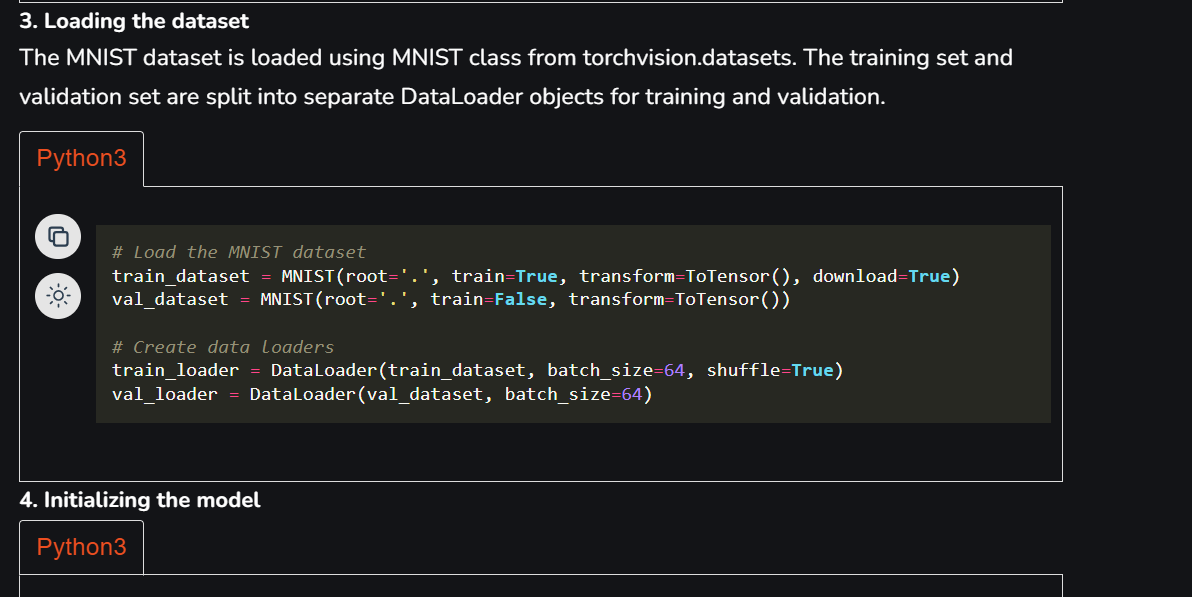 3. Loading the dataset
The MNIST dataset is loaded using MNIST class from torchvision.datasets. The training set and
validation set are split into separate DataLoader objects for training and validation.
Python3
# Load the MNIST dataset
train_dataset = MNIST(root='.', train=True, transform=ToTensor(), download=True)
val_dataset = MNIST(root='.', train=False, transform=ToTensor())
# Create data loaders
train_loader = DataLoader(train_dataset, batch_size=64, shuffle=True)
val_loader = DataLoader(val_dataset, batch_size=64)
4. Initializing the model
Python3